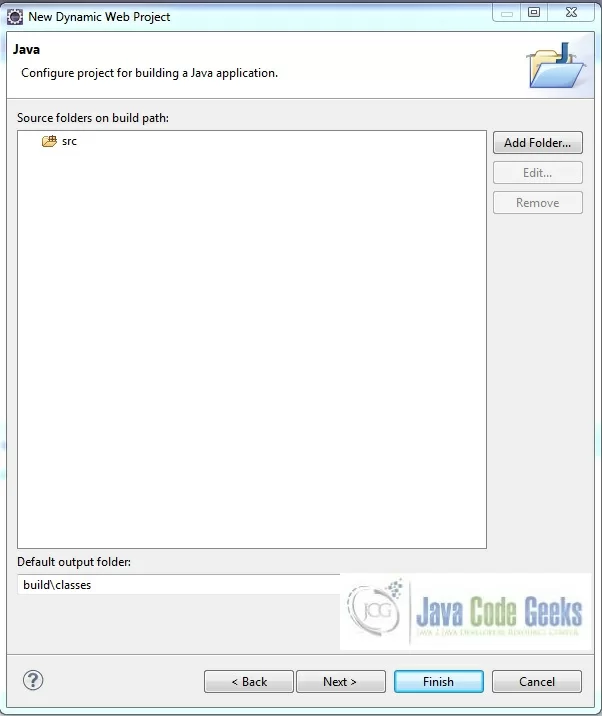 New Dynamic Web Project
Java
Configure project for building a Java application.
Source folders on build path:
src
Add Folder...
Edit...
Remove
Default output folder:
build\classes
JCG
Java Code Geeks
JAVA 2 JAVA DEVELOPERS RESOURCE CENTER
?
< Back
Next >
Finish
Cancel